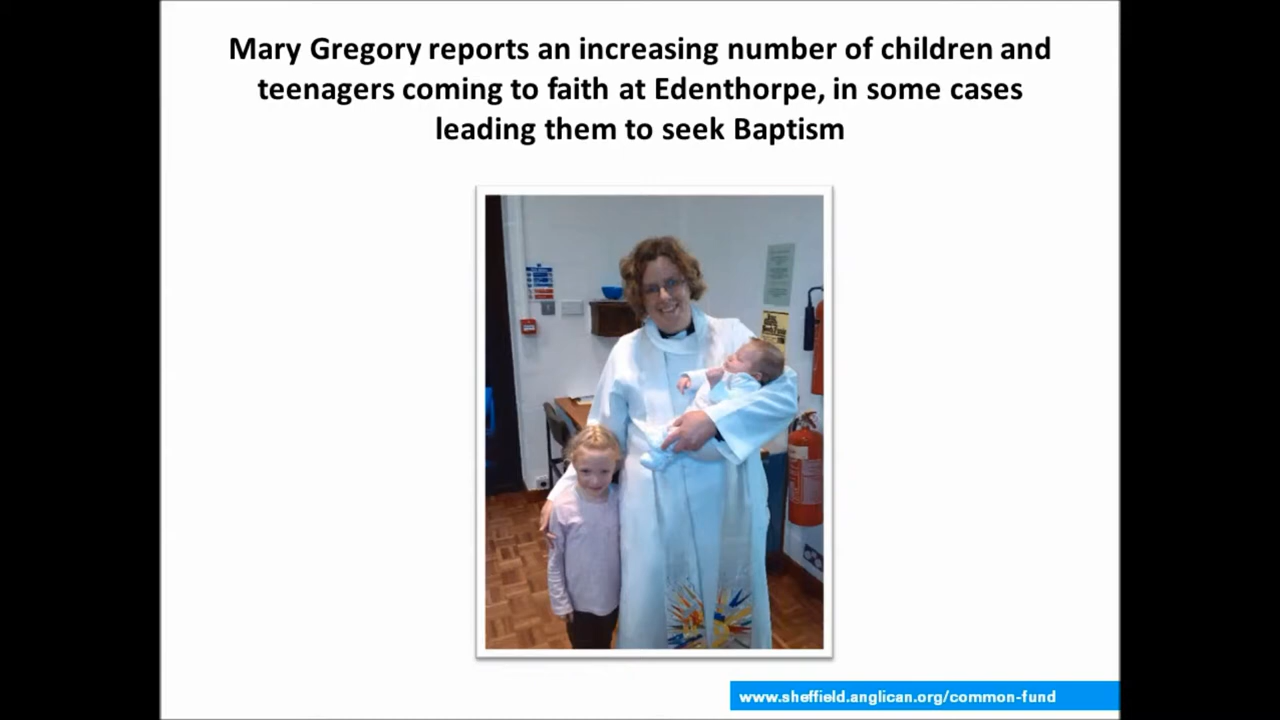 Mary Gregory reports an increasing number of children and
teenagers coming to faith at Edenthorpe, in some cases
leading them to seek Baptism
www.sheffield.anglican.org/common-fund